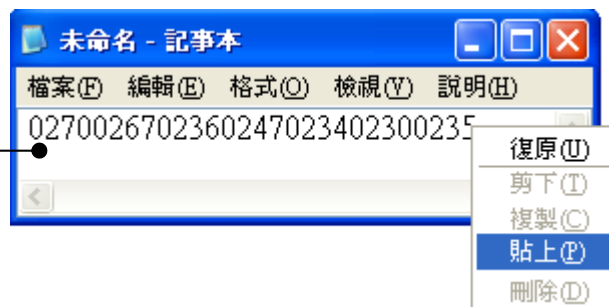 未命名 - 記事本
檔案(F) 編輯(E) 格式(O) 檢視(V) 說明(H)
0270026702360247023402300235
復原(U)
剪下(T)
複製(C)
貼上(P)
刪除(D)